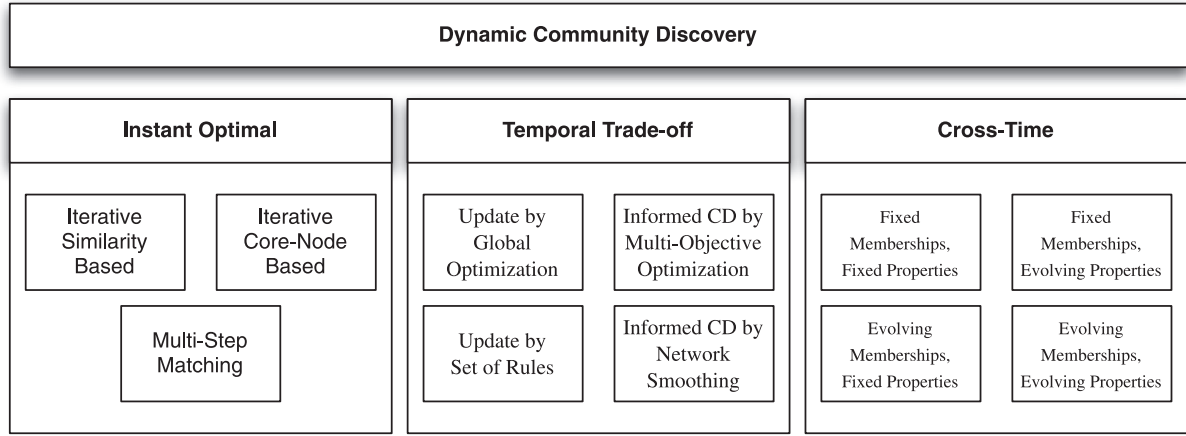 Dynamic Community Discovery
Instant Optimal
Iterative
Similarity
Based
Iterative
Core-Node
Based
Multi-Step
Matching
Temporal Trade-off
Update by
Global
Optimization
Informed CD by
Multi-Objective
Optimization
Update by
Set of Rules
Informed CD by
Network
Smoothing
Cross-Time
Fixed
Memberships,
Fixed Properties
Fixed
Memberships,
Evolving Properties
Evolving
Memberships,
Fixed Properties
Evolving
Memberships,
Evolving Properties